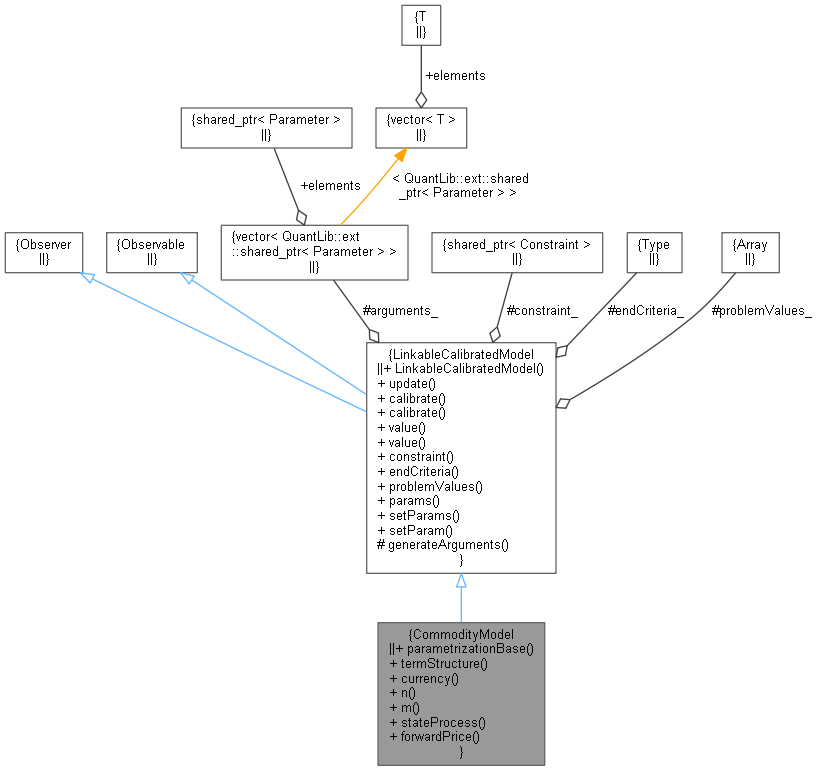 {T
||}
+elements
{shared_ptr< Parameter >
||}
{vector< T >
||}
+elements
< QuantLib::ext::shared
_ptr< Parameter > >
{Observer
||}
{Observable
||}
{vector< QuantLib::ext
::shared_ptr< Parameter > >
||}
{shared_ptr< Constraint >
||}
{Type
||}
{Array
||}
#arguments_
#constraint_
#endCriteria_
#problemValues_
{LinkableCalibratedModel
||+ LinkableCalibratedModel()
+ update()
+ calibrate()
+ calibrate()
+ value()
+ value()
+ constraint()
+ endCriteria()
+ problemValues()
+ params()
+ setParams()
+ setParam()
# generateArguments()
}
{CommodityModel
||+ parametrizationBase()
+ termStructure()
+ currency()
+ n()
+ m()
+ stateProcess()
+ forwardPrice()
}